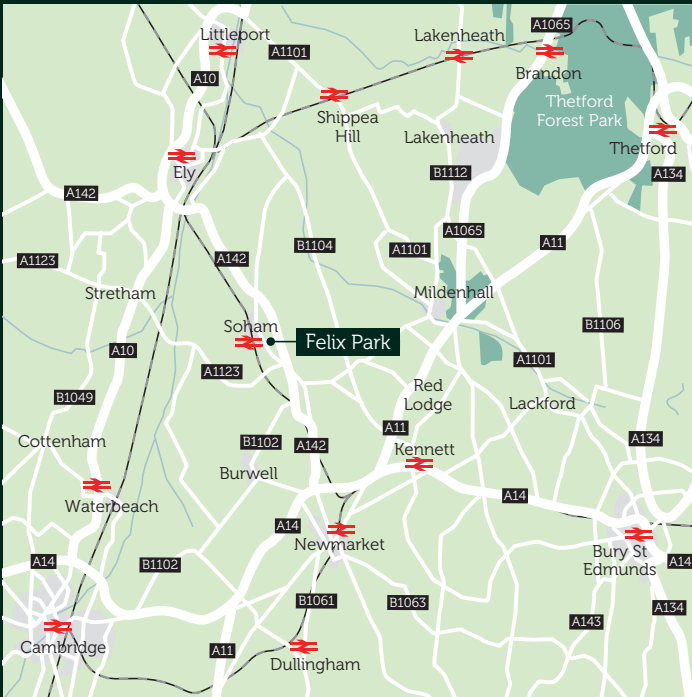 A1065
Littleport
Lakenheath
A1101
A10
Brandon
Thetford
Forest Park
Shippea
Hill
Lakenheath
Thetford
Ely
B1112
A134
A142
A1065
A11
B1104
A1101
A1123
A142
Stretham
Mildenhall
Soham
Felix Park
B1106
A10
A1101
A1123
Red
Lodge
B1049
Lackford
A11
Cottenham
B1102
A142
Kennett
A134
Burwell
Waterbeach
A14
A14
Newmarket
Bury St
Edmunds
A14
B1102
A14
B1061
B1063
A134
A143
Cambridge
A11
Dullingham